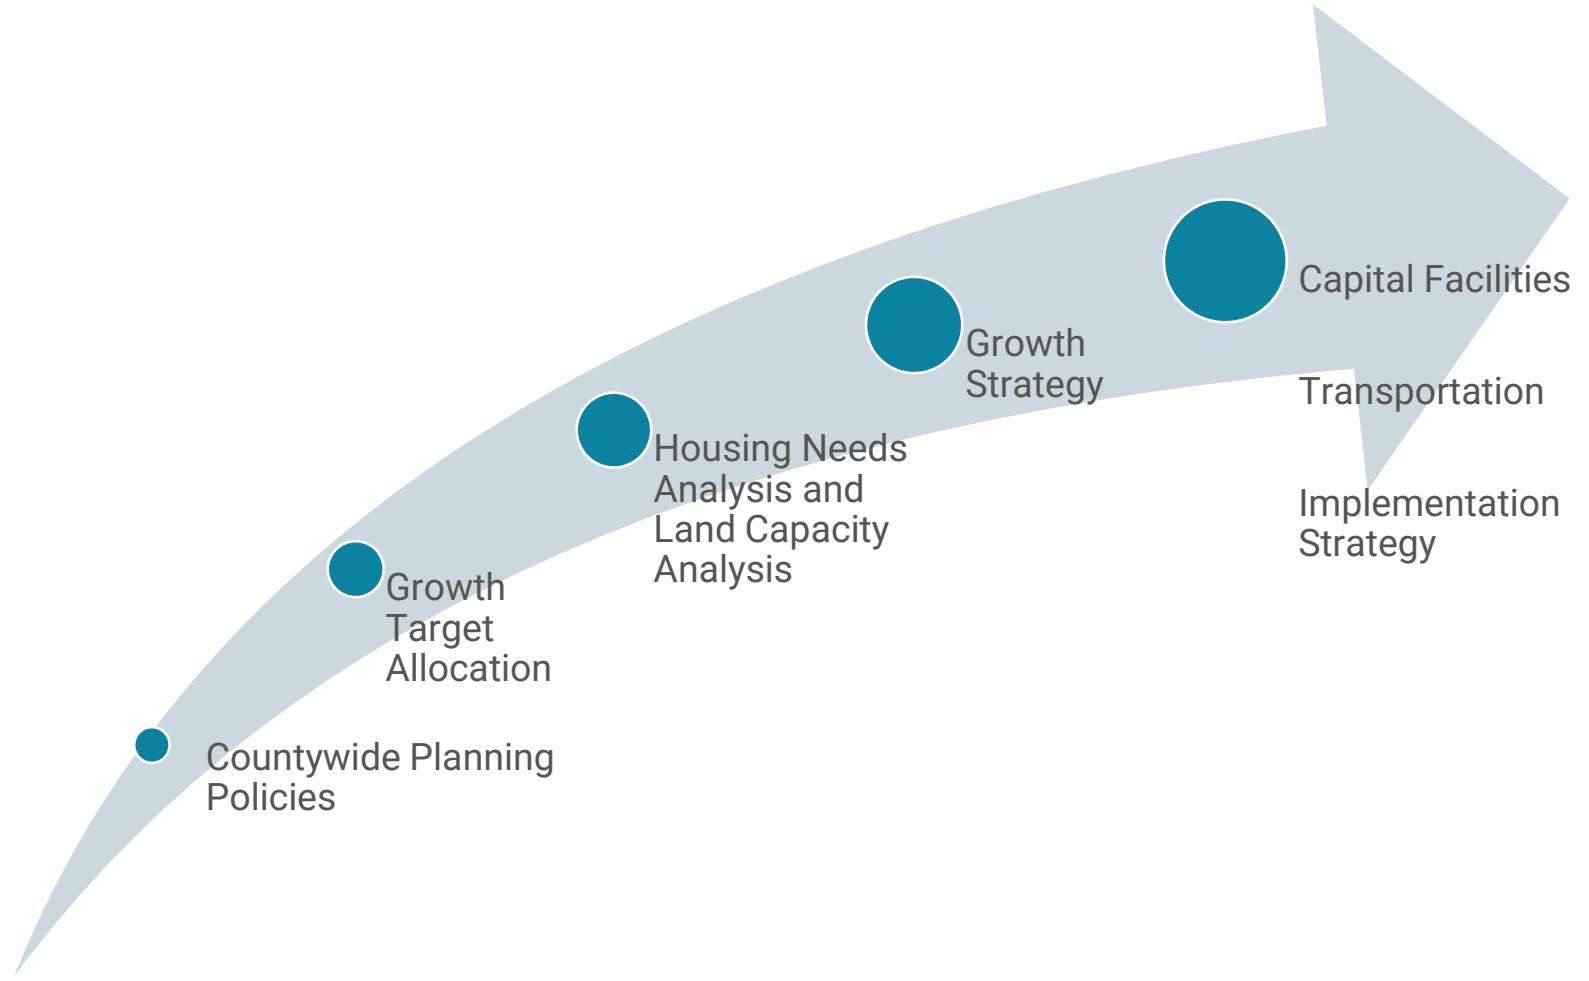 Countywide Planning
Policies
Growth
Target
Allocation
Housing Needs
Analysis and
Land Capacity
Analysis
Growth
Strategy
Capital Facilities
Transportation
Implementation
Strategy